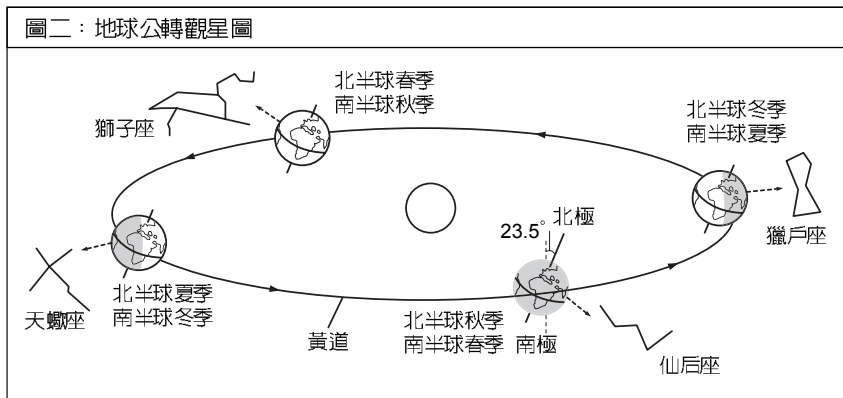 圖二：地球公轉觀星圖
北半球春季
南半球秋季
獅子座
北半球冬季
南半球夏季
獵戶座
23.5°
北極
北半球夏季
南半球冬季
天蠍座
黃道
北半球秋季
南半球春季
南極
仙后座